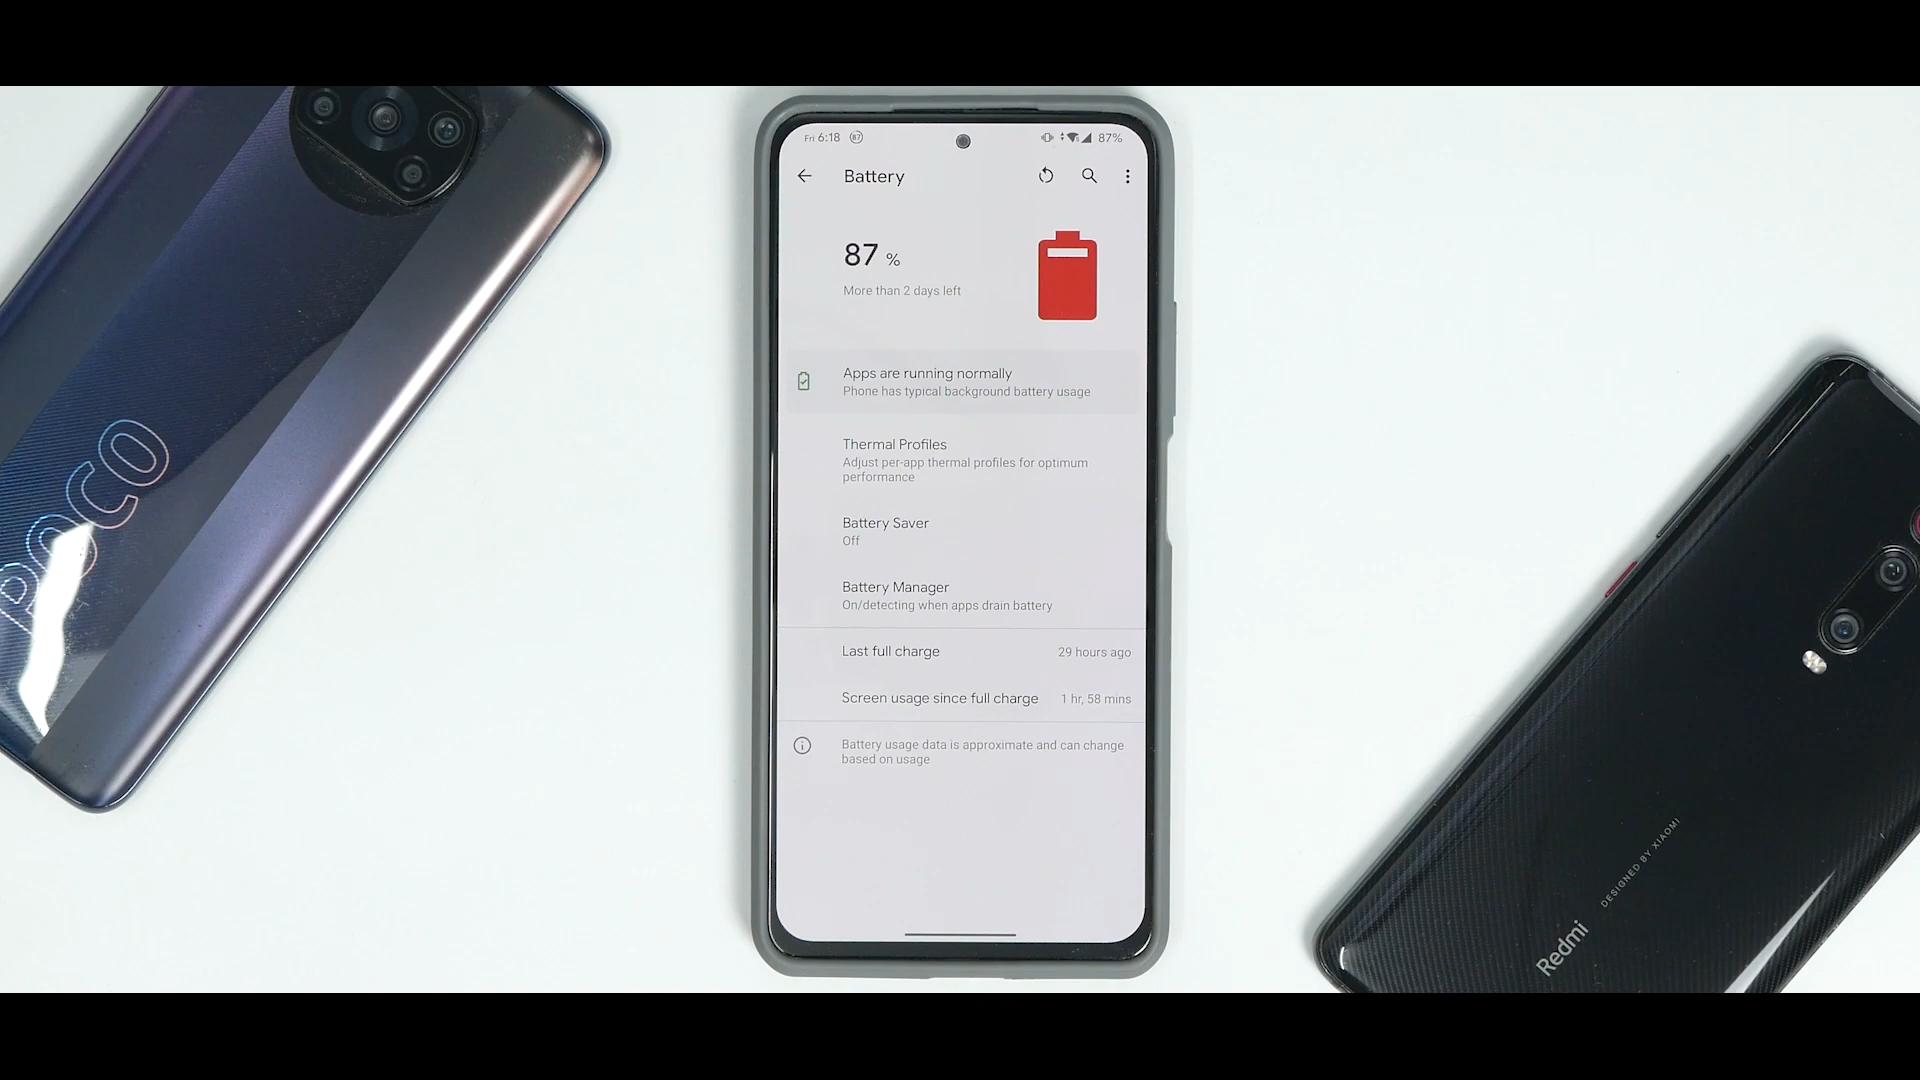 Fri 6:18 87 87%
Battery
87 %
More than 2 days left
Apps are running normally
Phone has typical background battery usage
Thermal Profiles
Adjust per-app thermal profiles for optimum
performance
Battery Saver
Off
Battery Manager
On/detecting when apps drain battery
Last full charge 29 hours ago
Screen usage since full charge 1 hr, 58 mins
Battery usage data is approximate and can change
based on usage
POCO
Redmi
DESIGNED BY XIAOMI